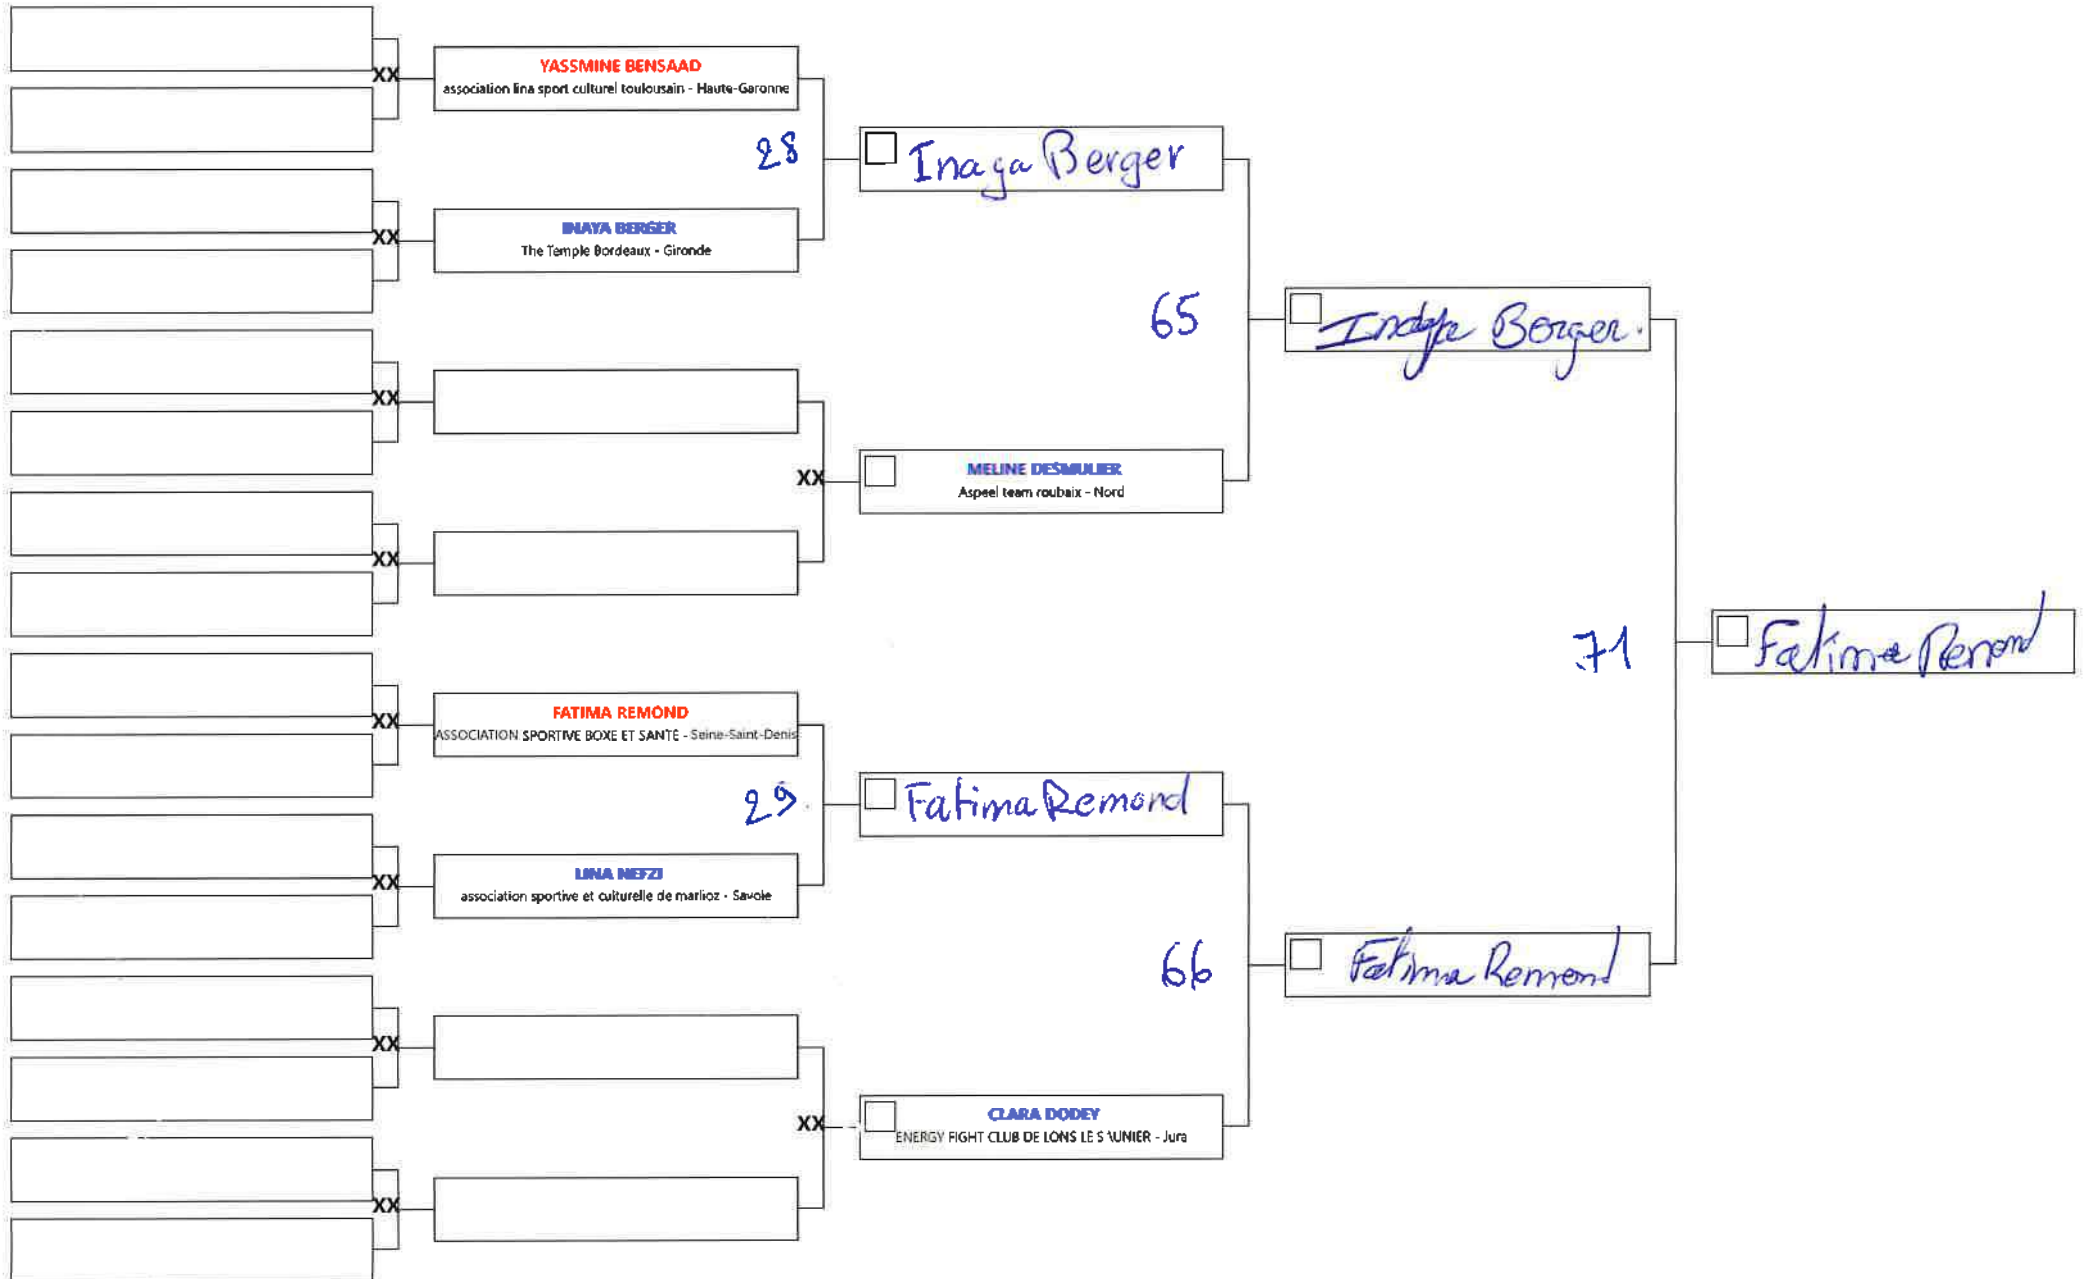 XX
YASSMINE BENSAAD
association lina sport culturel toulousain - Haute-Garonne
28
Inaya Berger
XX
INAYA BERGER
The Temple Bordeaux - Gironde
65
Inaya Berger.
XX
XX
MELINE DESMULIER
Aspeel team roubaix - Nord
XX
71
Fatima Remond
XX
FATIMA REMOND
ASSOCIATION SPORTIVE BOXE ET SANTE - Seine-Saint-Denis
29
Fatima Remond
XX
LINA NEFZI
association sportive et culturelle de marlioz - Savoie
66
Fatima Remond
XX
XX
CLARA DODEY
ENERGY FIGHT CLUB DE LONS LE SAUNIER - Jura
XX